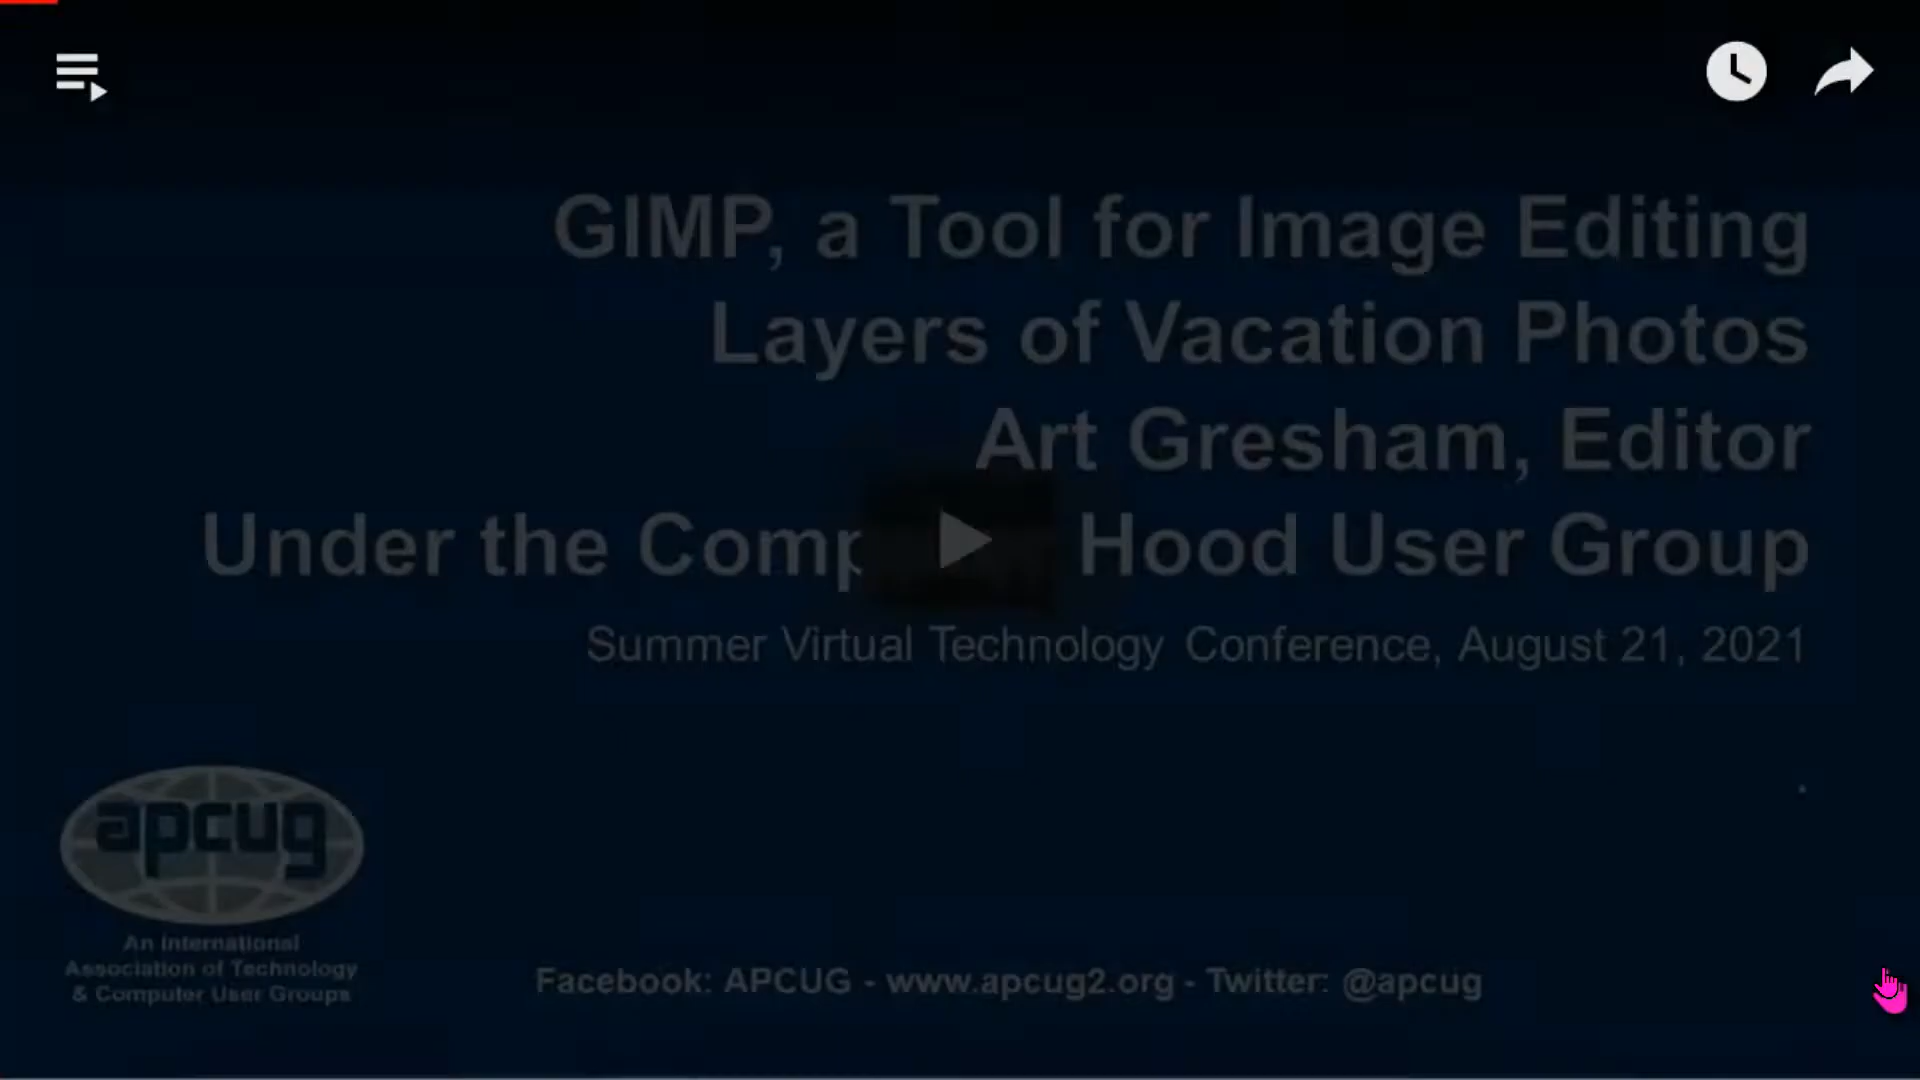 GIMP, a Tool for Image Editing
Layers of Vacation Photos
Art Gresham, Editor
Under the Comp Hood User Group
Summer Virtual Technology Conference, August 21, 2021
.
apcug
An International
Association of Technology
& Computer User Groups
Facebook: APCUG - www.apcug2.org - Twitter: @apcug